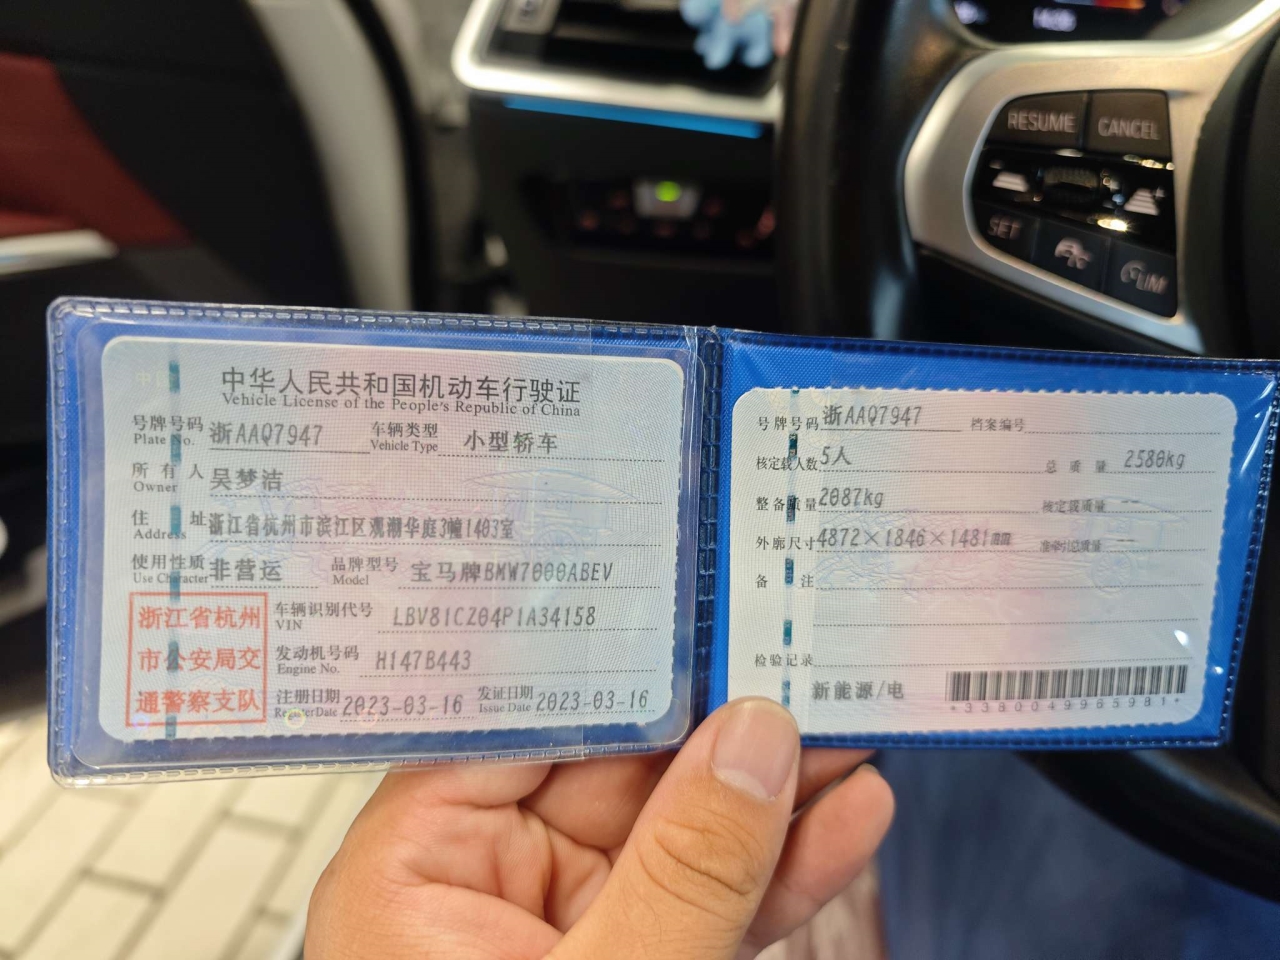 RESUME
CANCEL
SET
LIM
中华人民共和国机动车行驶证
Vehicle License of the People's Republic of China
号牌号码 浙AAQ7947 车辆类型 小型轿车
Plate No. Vehicle Type
所有人 吴梦洁
Owner
住址 浙江省杭州市滨江区观潮华庭3幢1403室
Address
使用性质 非营运 品牌型号 宝马牌BMW7000ABEV
Use Character Model
浙江省杭州
市公安局交
通警察支队
车辆识别代号 LBV81CZ04P1A34158
VIN
发动机号码 H147B443
Engine No.
注册日期 2023-03-16 发证日期 2023-03-16
Register Date Issue Date
号牌号码 浙AAQ7947 档案编号
核定载人数 5人 总质量 2580kg
整备质量 2087kg 核定载质量 --
外廓尺寸 4872×1846×1481mm 准牵引总质量 --
备注
检验记录
新能源/电
*3380049965981*